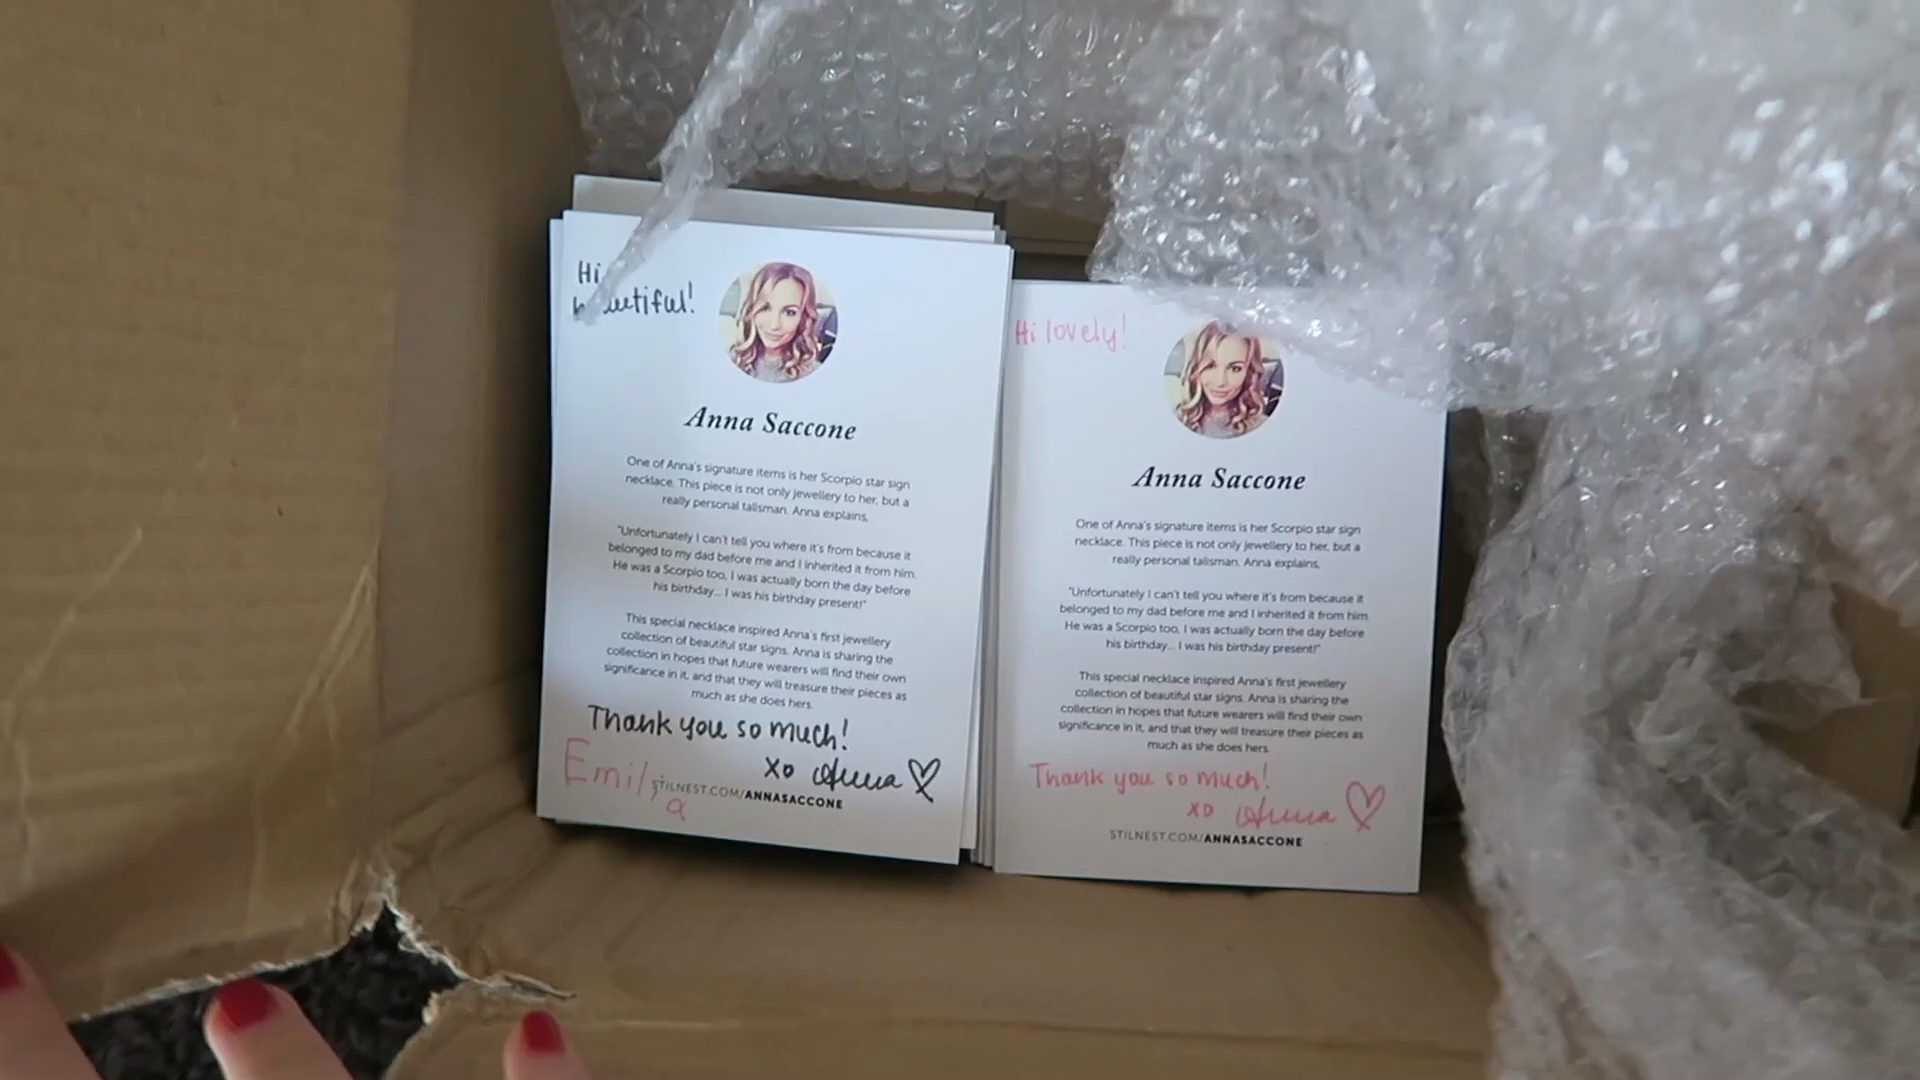 Hi
beautiful!
Anna Saccone
One of Anna's signature items is her Scorpio star sign
necklace. This piece is not only jewellery to her, but a
really personal talisman. Anna explains,
"Unfortunately I can't tell you where it's from because it
belonged to my dad before me and I inherited it from him.
He was a Scorpio too, I was actually born the day before
his birthday... I was his birthday present!"
This special necklace inspired Anna's first jewellery
collection of beautiful star signs. Anna is sharing the
collection in hopes that future wearers will find their own
significance in it, and that they will treasure their pieces as
much as she does hers.
Thank you so much!
xo Anna
Emili
a
STILNEST.COM/ANNASACCONE
Hi lovely!
Anna Saccone
One of Anna's signature items is her Scorpio star sign
necklace. This piece is not only jewellery to her, but a
really personal talisman. Anna explains,
"Unfortunately I can't tell you where it's from because it
belonged to my dad before me and I inherited it from him.
He was a Scorpio too, I was actually born the day before
his birthday... I was his birthday present!"
This special necklace inspired Anna's first jewellery
collection of beautiful star signs. Anna is sharing the
collection in hopes that future wearers will find their own
significance in it, and that they will treasure their pieces as
much as she does hers.
Thank you so much!
xo Anna
STILNEST.COM/ANNASACCONE